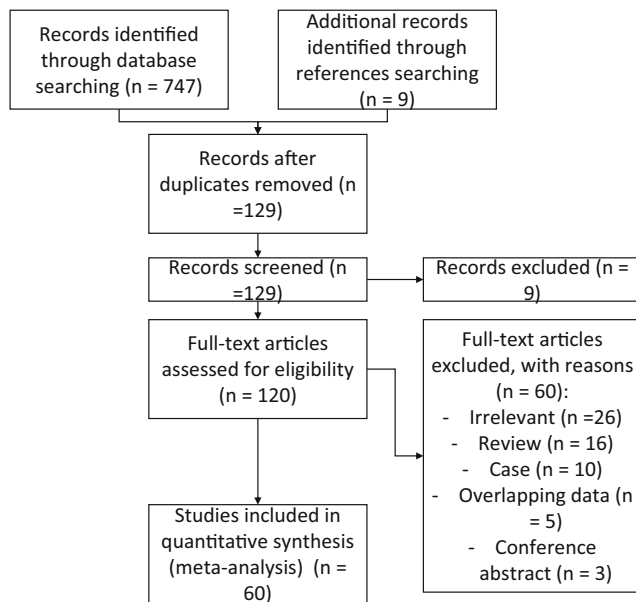 Records identified
through database
searching (n = 747)
Additional records
identified through
references searching
(n = 9)
Records after
duplicates removed (n
=129)
Records screened (n
=129)
Records excluded (n =
9)
Full-text articles
assessed for eligibility
(n = 120)
Full-text articles
excluded, with reasons
(n = 60):
- Irrelevant (n =26)
- Review (n = 16)
- Case (n = 10)
- Overlapping data (n
= 5)
- Conference
abstract (n = 3)
Studies included in
quantitative synthesis
(meta-analysis) (n =
60)